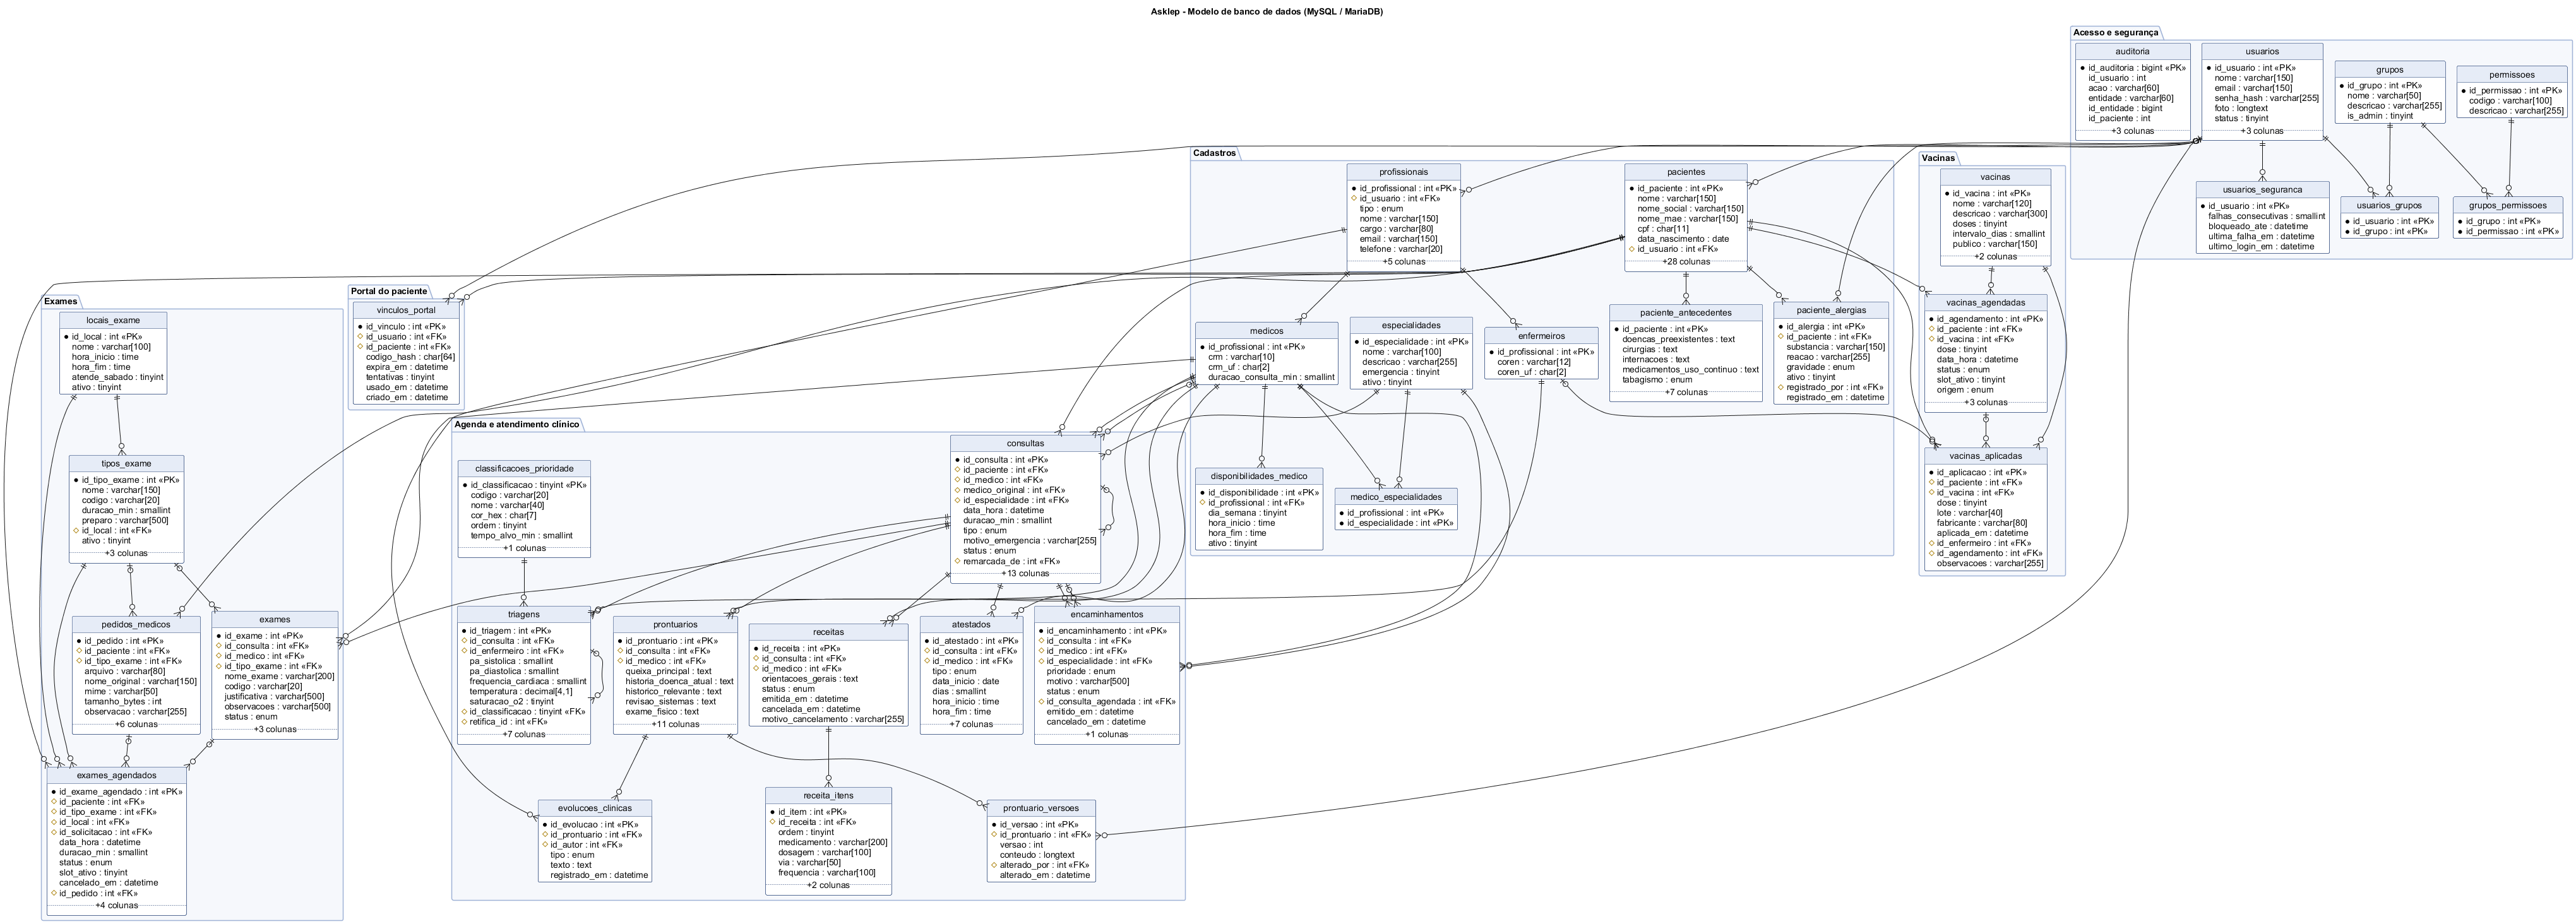 Asklep - Modelo de banco de dados (MySQL / MariaDB)
Acesso e segurança
auditoria
id_auditoria : bigint «PK»
id_usuario : int
acao : varchar[60]
entidade : varchar[60]
id_entidade : bigint
id_paciente : int
+3 colunas
usuarios
id_usuario : int «PK»
nome : varchar[150]
email : varchar[150]
senha_hash : varchar[255]
foto : longtext
status : tinyint
+3 colunas
grupos
id_grupo : int «PK»
nome : varchar[50]
descricao : varchar[255]
is_admin : tinyint
permissoes
id_permissao : int «PK»
codigo : varchar[100]
descricao : varchar[255]
usuarios_seguranca
id_usuario : int «PK»
falhas_consecutivas : smallint
bloqueado_ate : datetime
ultima_falha_em : datetime
ultimo_login_em : datetime
usuarios_grupos
id_usuario : int «PK»
id_grupo : int «PK»
grupos_permissoes
id_grupo : int «PK»
id_permissao : int «PK»
Cadastros
profissionais
id_profissional : int «PK»
id_usuario : int «FK»
tipo : enum
nome : varchar[150]
cargo : varchar[80]
email : varchar[150]
telefone : varchar[20]
+5 colunas
pacientes
id_paciente : int «PK»
nome : varchar[150]
nome_social : varchar[150]
nome_mae : varchar[150]
cpf : char[11]
data_nascimento : date
id_usuario : int «FK»
+28 colunas
medicos
id_profissional : int «PK»
crm : varchar[10]
crm_uf : char[2]
duracao_consulta_min : smallint
especialidades
id_especialidade : int «PK»
nome : varchar[100]
descricao : varchar[255]
emergencia : tinyint
ativo : tinyint
enfermeiros
id_profissional : int «PK»
coren : varchar[12]
coren_uf : char[2]
paciente_antecedentes
id_paciente : int «PK»
doencas_preexistentes : text
cirurgias : text
internacoes : text
medicamentos_uso_continuo : text
tabagismo : enum
+7 colunas
paciente_alergias
id_alergia : int «PK»
id_paciente : int «FK»
substancia : varchar[150]
reacao : varchar[255]
gravidade : enum
ativo : tinyint
registrado_por : int «FK»
registrado_em : datetime
disponibilidades_medico
id_disponibilidade : int «PK»
id_profissional : int «FK»
dia_semana : tinyint
hora_inicio : time
hora_fim : time
ativo : tinyint
medico_especialidades
id_profissional : int «PK»
id_especialidade : int «PK»
Vacinas
vacinas
id_vacina : int «PK»
nome : varchar[120]
descricao : varchar[300]
doses : tinyint
intervalo_dias : smallint
publico : varchar[150]
+2 colunas
vacinas_agendadas
id_agendamento : int «PK»
id_paciente : int «FK»
id_vacina : int «FK»
dose : tinyint
data_hora : datetime
status : enum
slot_ativo : tinyint
origem : enum
+3 colunas
vacinas_aplicadas
id_aplicacao : int «PK»
id_paciente : int «FK»
id_vacina : int «FK»
dose : tinyint
lote : varchar[40]
fabricante : varchar[80]
aplicada_em : datetime
id_enfermeiro : int «FK»
id_agendamento : int «FK»
observacoes : varchar[255]
Portal do paciente
vinculos_portal
id_vinculo : int «PK»
id_usuario : int «FK»
id_paciente : int «FK»
codigo_hash : char[64]
expira_em : datetime
tentativas : tinyint
usado_em : datetime
criado_em : datetime
Exames
locais_exame
id_local : int «PK»
nome : varchar[100]
hora_inicio : time
hora_fim : time
atende_sabado : tinyint
ativo : tinyint
tipos_exame
id_tipo_exame : int «PK»
nome : varchar[150]
codigo : varchar[20]
duracao_min : smallint
preparo : varchar[500]
id_local : int «FK»
ativo : tinyint
+3 colunas
pedidos_medicos
id_pedido : int «PK»
id_paciente : int «FK»
id_tipo_exame : int «FK»
arquivo : varchar[80]
nome_original : varchar[150]
mime : varchar[50]
tamanho_bytes : int
observacao : varchar[255]
+6 colunas
exames
id_exame : int «PK»
id_consulta : int «FK»
id_medico : int «FK»
id_tipo_exame : int «FK»
nome_exame : varchar[200]
codigo : varchar[20]
justificativa : varchar[500]
observacoes : varchar[500]
status : enum
+3 colunas
exames_agendados
id_exame_agendado : int «PK»
id_paciente : int «FK»
id_tipo_exame : int «FK»
id_local : int «FK»
id_solicitacao : int «FK»
data_hora : datetime
duracao_min : smallint
status : enum
slot_ativo : tinyint
cancelado_em : datetime
id_pedido : int «FK»
+4 colunas
Agenda e atendimento clínico
classificacoes_prioridade
id_classificacao : tinyint «PK»
codigo : varchar[20]
nome : varchar[40]
cor_hex : char[7]
ordem : tinyint
tempo_alvo_min : smallint
+1 colunas
consultas
id_consulta : int «PK»
id_paciente : int «FK»
id_medico : int «FK»
medico_original : int «FK»
id_especialidade : int «FK»
data_hora : datetime
duracao_min : smallint
tipo : enum
motivo_emergencia : varchar[255]
status : enum
remarcada_de : int «FK»
+13 colunas
triagens
id_triagem : int «PK»
id_consulta : int «FK»
id_enfermeiro : int «FK»
pa_sistolica : smallint
pa_diastolica : smallint
frequencia_cardiaca : smallint
temperatura : decimal[4,1]
saturacao_o2 : tinyint
id_classificacao : tinyint «FK»
retifica_id : int «FK»
+7 colunas
prontuarios
id_prontuario : int «PK»
id_consulta : int «FK»
id_medico : int «FK»
queixa_principal : text
historia_doenca_atual : text
historico_relevante : text
revisao_sistemas : text
exame_fisico : text
+11 colunas
receitas
id_receita : int «PK»
id_consulta : int «FK»
id_medico : int «FK»
orientacoes_gerais : text
status : enum
emitida_em : datetime
cancelada_em : datetime
motivo_cancelamento : varchar[255]
atestados
id_atestado : int «PK»
id_consulta : int «FK»
id_medico : int «FK»
tipo : enum
data_inicio : date
dias : smallint
hora_inicio : time
hora_fim : time
+7 colunas
encaminhamentos
id_encaminhamento : int «PK»
id_consulta : int «FK»
id_medico : int «FK»
id_especialidade : int «FK»
prioridade : enum
motivo : varchar[500]
status : enum
id_consulta_agendada : int «FK»
emitido_em : datetime
cancelado_em : datetime
+1 colunas
evolucoes_clinicas
id_evolucao : int «PK»
id_prontuario : int «FK»
id_autor : int «FK»
tipo : enum
texto : text
registrado_em : datetime
receita_itens
id_item : int «PK»
id_receita : int «FK»
ordem : tinyint
medicamento : varchar[200]
dosagem : varchar[100]
via : varchar[50]
frequencia : varchar[100]
+2 colunas
prontuario_versoes
id_versao : int «PK»
id_prontuario : int «FK»
versao : int
conteudo : longtext
alterado_por : int «FK»
alterado_em : datetime